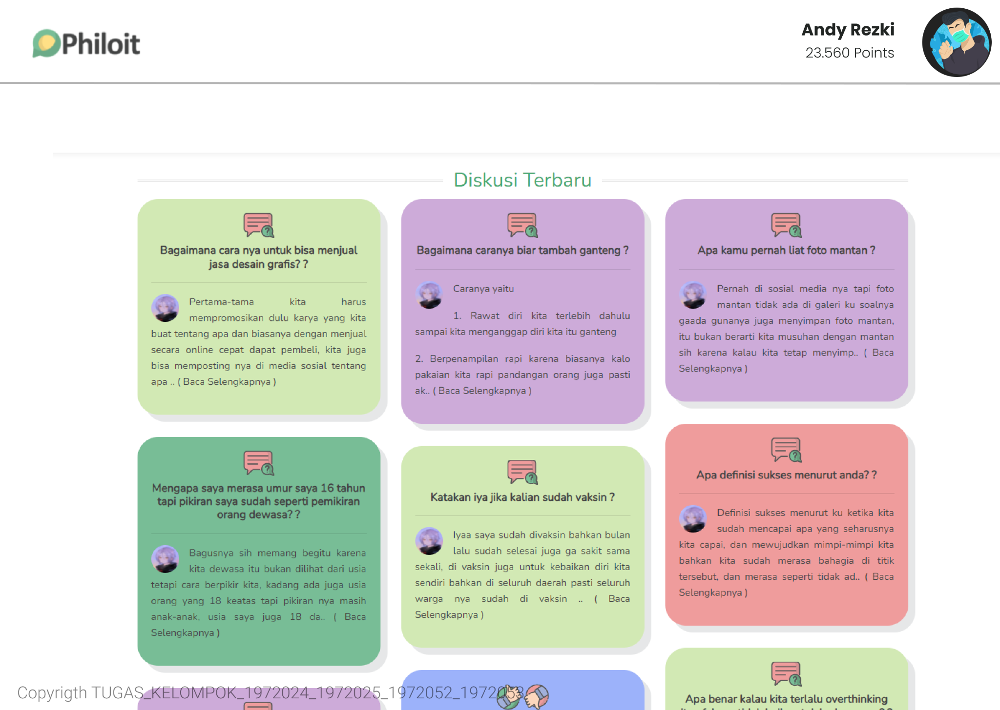 Philoit
Andy Rezki
23.560 Points
Diskusi Terbaru
Bagaimana cara nya untuk bisa menjual
jasa desain grafis? ?
Pertama-tama kita harus
mempromosikan dulu karya yang kita
buat tentang apa dan biasanya dengan menjual
secara online cepat dapat pembeli, kita juga
bisa memposting nya di media sosial tentang
apa .. ( Baca Selengkapnya )
Bagaimana caranya biar tambah ganteng ?
Caranya yaitu
1. Rawat diri kita terlebih dahulu
sampai kita menganggap diri kita itu ganteng
2. Berpenampilan rapi karena biasanya kalo
pakaian kita rapi pandangan orang juga pasti
ak.. ( Baca Selengkapnya )
Apa kamu pernah liat foto mantan ?
Pernah di sosial media nya tapi foto
mantan tidak ada di galeri ku soalnya
gaada gunanya juga menyimpan foto mantan,
itu bukan berarti kita musuhan dengan mantan
sih karena kalau kita tetap menyimp.. ( Baca
Selengkapnya )
Mengapa saya merasa umur saya 16 tahun
tapi pikiran saya sudah seperti pemikiran
orang dewasa? ?
Bagusnya sih memang begitu karena
kita dewasa itu bukan dilihat dari usia
tetapi cara berpikir kita, kadang ada juga usia
orang yang 18 keatas tapi pikiran nya masih
anak-anak, usia saya juga 18 da.. ( Baca
Selengkapnya )
Katakan iya jika kalian sudah vaksin ?
Iyaa saya sudah divaksin bahkan bulan
lalu sudah selesai juga ga sakit sama
sekali, di vaksin juga untuk kebaikan diri kita
sendiri bahkan di seluruh daerah pasti seluruh
warga nya sudah di vaksin .. ( Baca
Selengkapnya )
Apa definisi sukses menurut anda? ?
Definisi sukses menurut ku ketika kita
sudah mencapai apa yang seharusnya
kita capai, dan mewujudkan mimpi-mimpi kita
bahkan kita sudah merasa bahagia di titik
tersebut, dan merasa seperti tidak ad.. ( Baca
Selengkapnya )
Apa benar kalau kita terlalu overthinking
Copyrigth TUGAS_KELOMPOK_1972024_1972025_1972052_1972